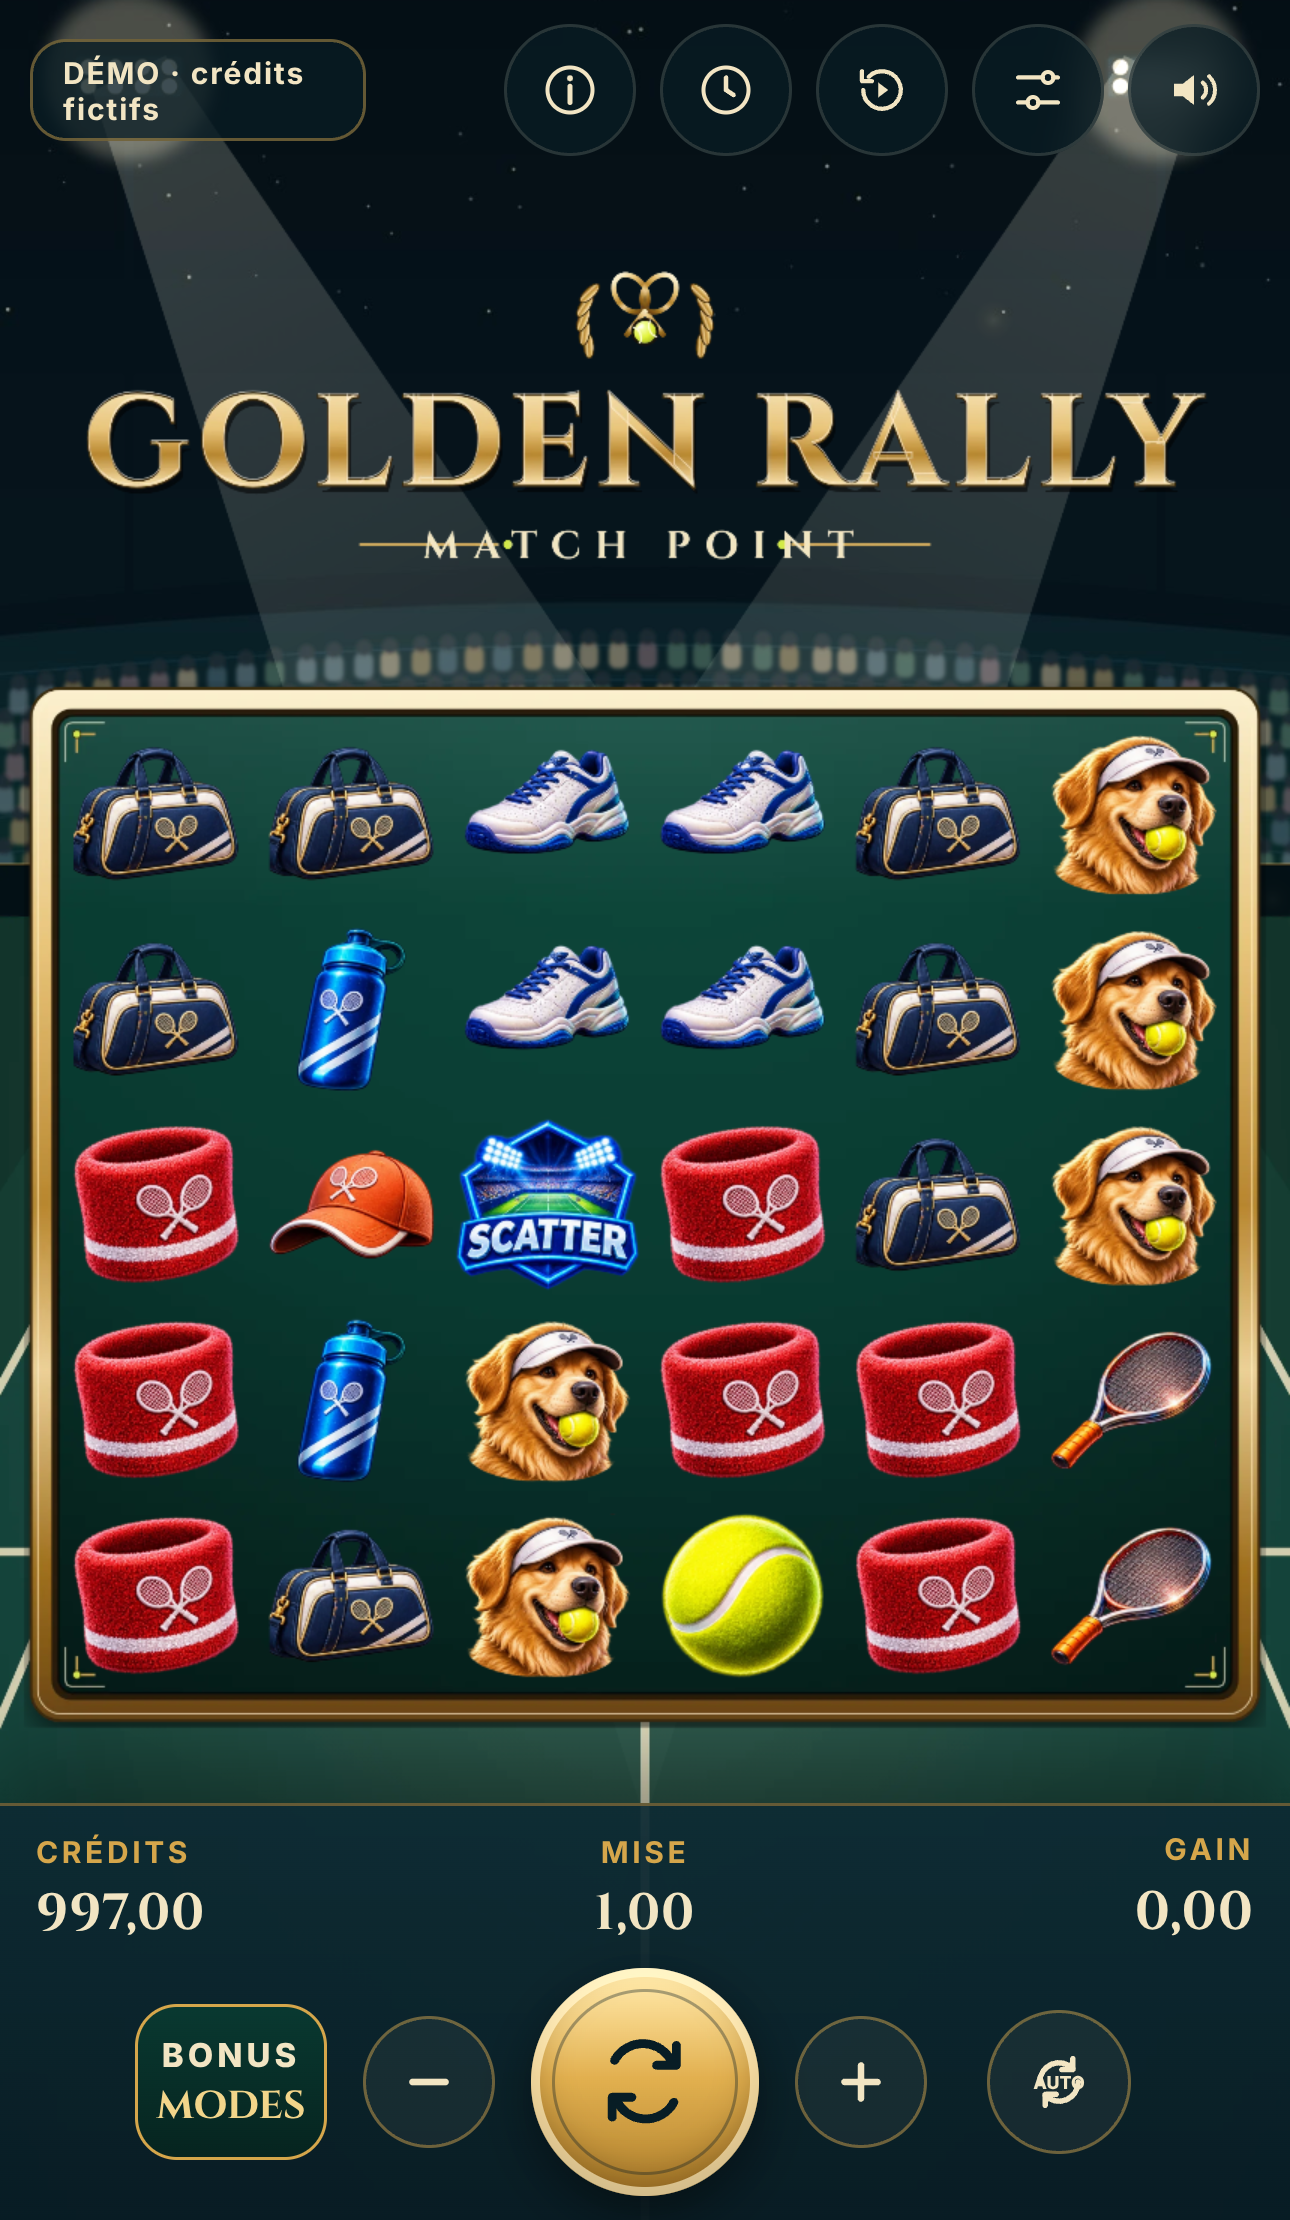 DÉMO · crédits
fictifs
GOLDEN RALLY
MATCH POINT
SCATTER
CRÉDITS
997,00
MISE
1,00
GAIN
0,00
BONUS
MODES
AUTO